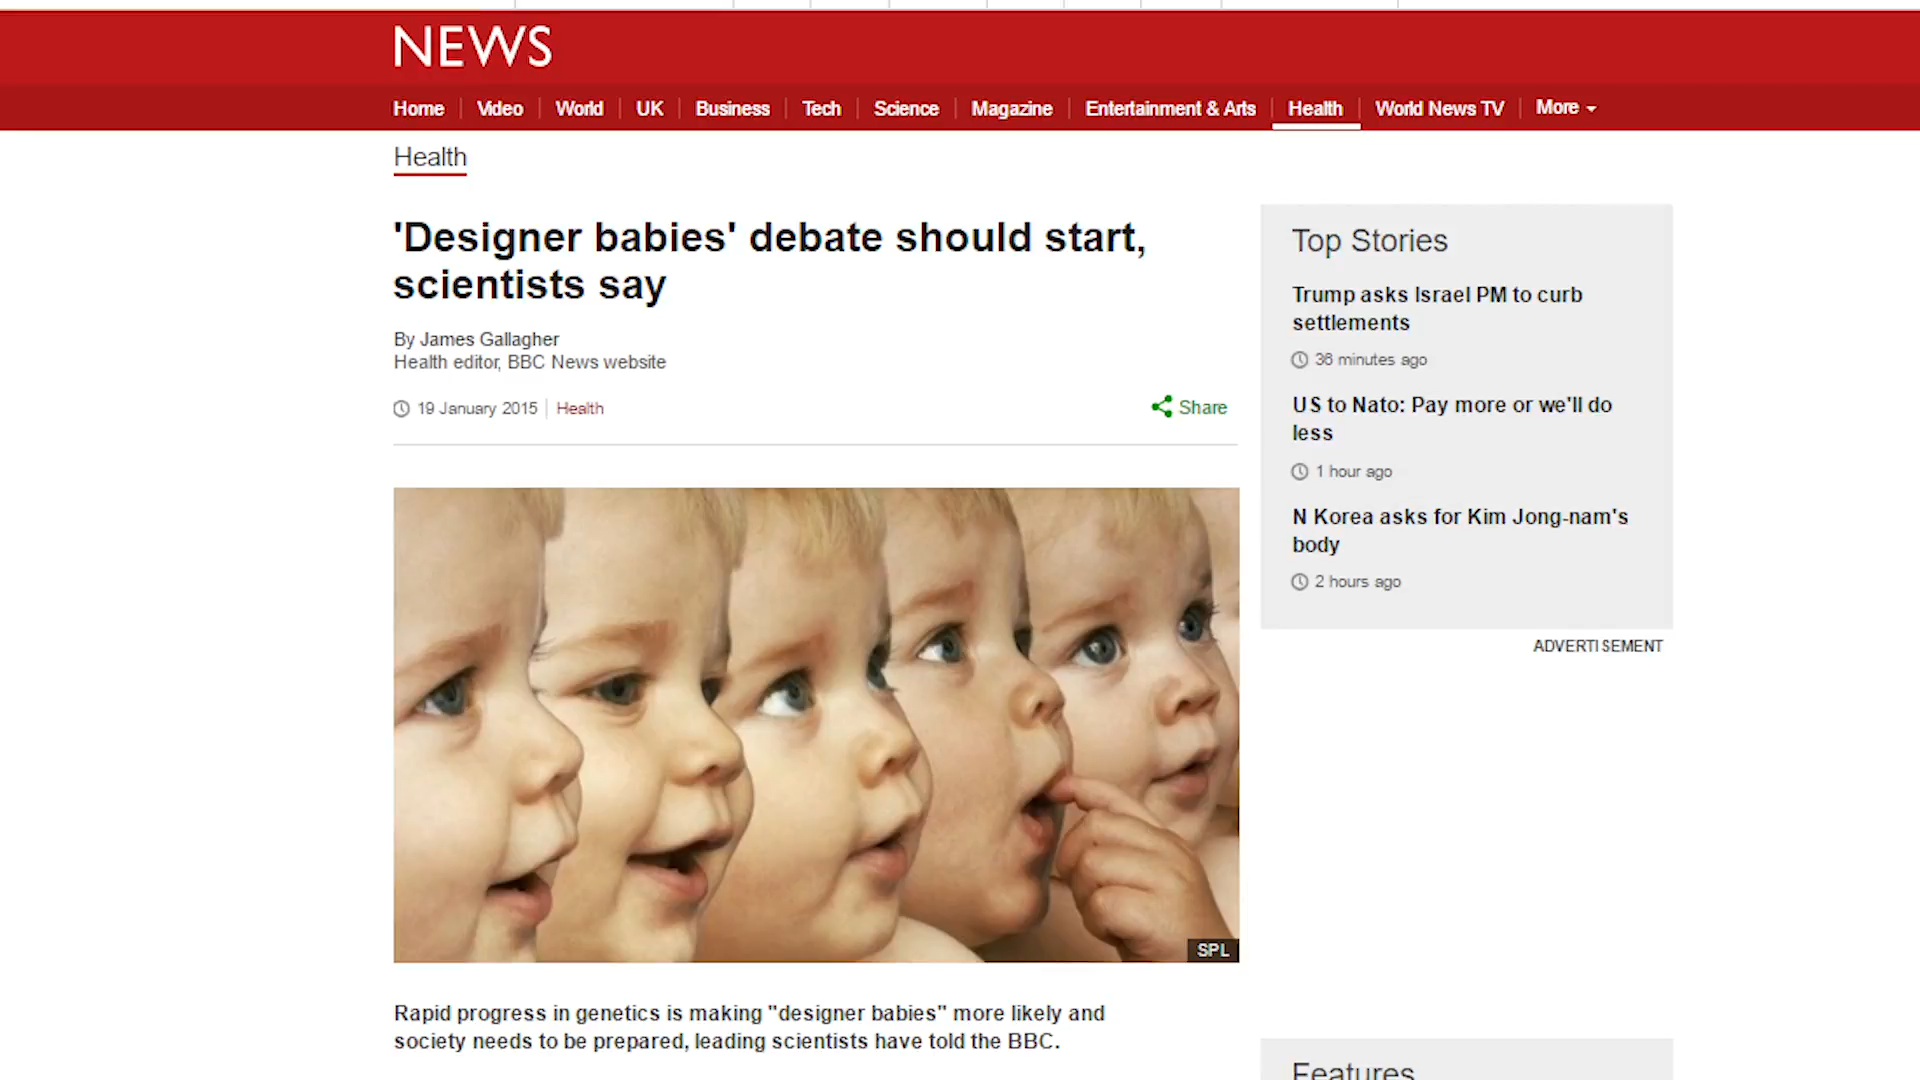 NEWS
Home
Video
World
UK
Business
Tech
Science
Magazine
Entertainment & Arts
Health
World News TV
More
Health
'Designer babies' debate should start,
scientists say
By James Gallagher
Health editor, BBC News website
19 January 2015
Health
Share
SPL
Rapid progress in genetics is making "designer babies" more likely and
society needs to be prepared, leading scientists have told the BBC.
Top Stories
Trump asks Israel PM to curb
settlements
36 minutes ago
US to Nato: Pay more or we'll do
less
1 hour ago
N Korea asks for Kim Jong-nam's
body
2 hours ago
ADVERTISEMENT
Features